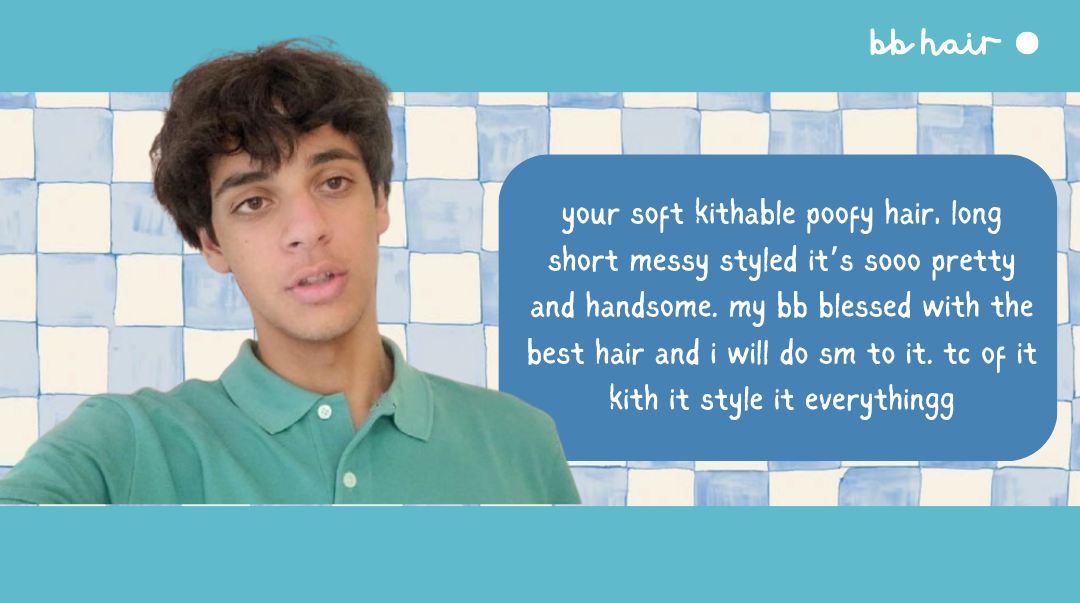 bb hair
your soft kithable poofy hair. long
short messy styled it's sooo pretty
and handsome. my bb blessed with the
best hair and i will do sm to it. tc of it
kith it style it everythingg